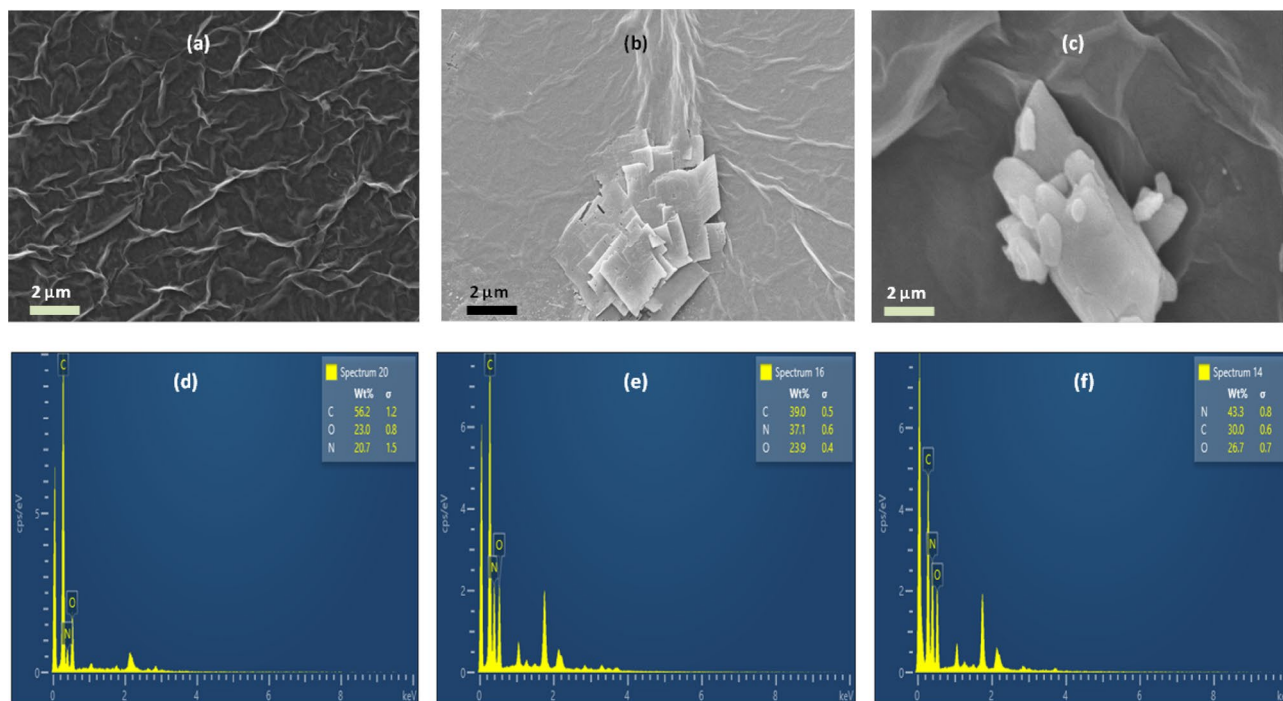 (a)
(b)
(c)
2 μm
2 μm
2 μm
(d)
(e)
(f)
Spectrum 20
Wt% σ
C 56.2 1.2
O 23.0 0.8
N 20.7 1.5
C
N
O
cps/eV
5
0
0 2 4 6 8 keV
Spectrum 16
Wt% σ
C 39.0 0.5
N 37.1 0.6
O 23.9 0.4
C
O
N
cps/eV
6
4
2
0
0 2 4 6 8 keV
Spectrum 14
Wt% σ
N 43.3 0.8
C 30.0 0.6
O 26.7 0.7
C
N
O
cps/eV
6
4
2
0
0 2 4 6 8 keV